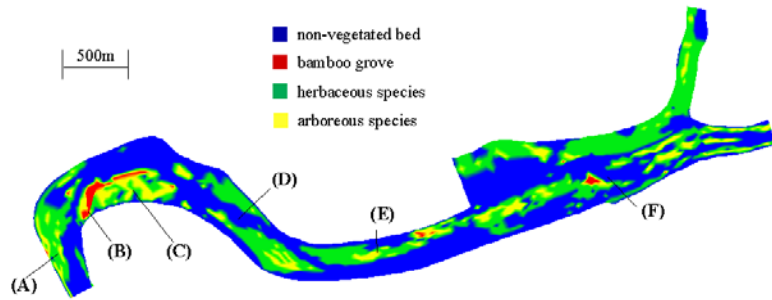 non-vegetated bed
500m
bamboo grove
herbaceous species
arboreous species
(D)
(F)
(E)
(B)
(C)
(A)